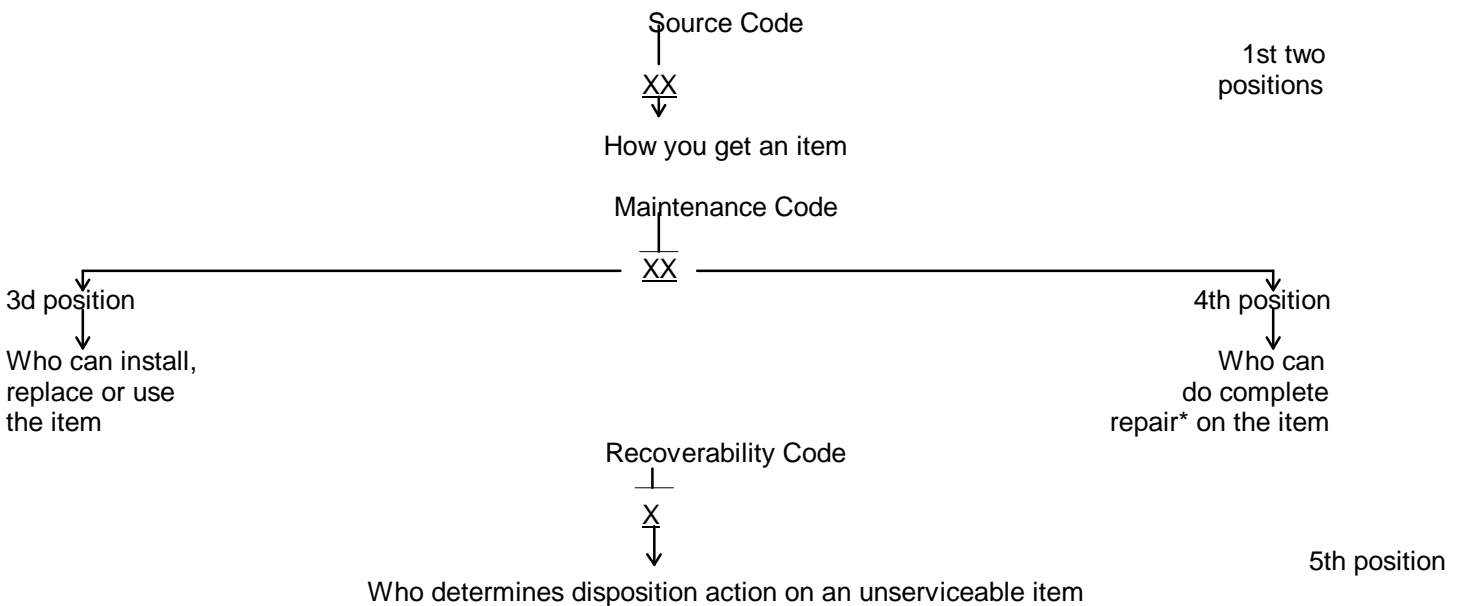 Source Code
1st two
positions
XX
How you get an item
Maintenance Code
XX
3d position
4th position
Who can install,
replace or use
the item
Who can
do complete
repair* on the item
Recoverability Code
X
5th position
Who determines disposition action on an unserviceable item